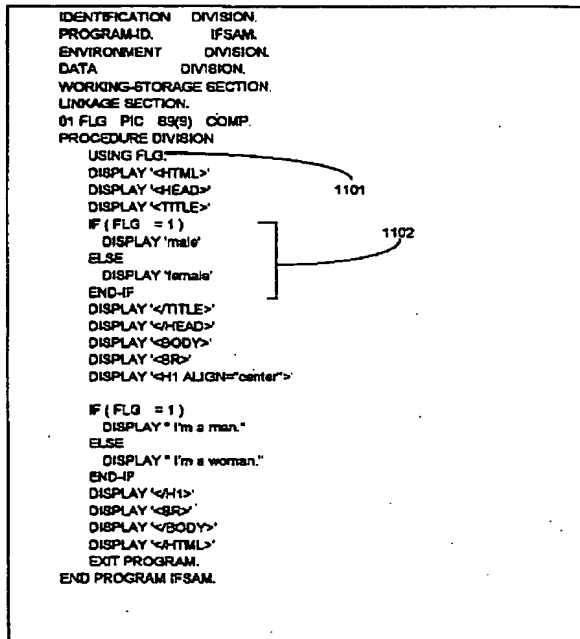 IDENTIFICATION DIVISION.
PROGRAM-ID. IFSAM.
ENVIRONMENT DIVISION.
DATA DIVISION.
WORKING-STORAGE SECTION.
LINKAGE SECTION.
01 FLG PIC S9(9) COMP.
PROCEDURE DIVISION
USING FLG.
DISPLAY '<HTML>'
DISPLAY '<HEAD>'
1101
DISPLAY '<TITLE>'
IF ( FLG = 1 )
1102
DISPLAY 'male'
ELSE
DISPLAY 'female'
END-IF
DISPLAY '</TITLE>'
DISPLAY '</HEAD>'
DISPLAY '<BODY>'
DISPLAY '<BR>'
DISPLAY '<H1 ALIGN="center">'
IF ( FLG = 1 )
DISPLAY " I'm a man."
ELSE
DISPLAY " I'm a woman."
END-IF
DISPLAY '</H1>'
DISPLAY '<BR>'
DISPLAY '</BODY>'
DISPLAY '</HTML>'
EXIT PROGRAM.
END PROGRAM IFSAM.